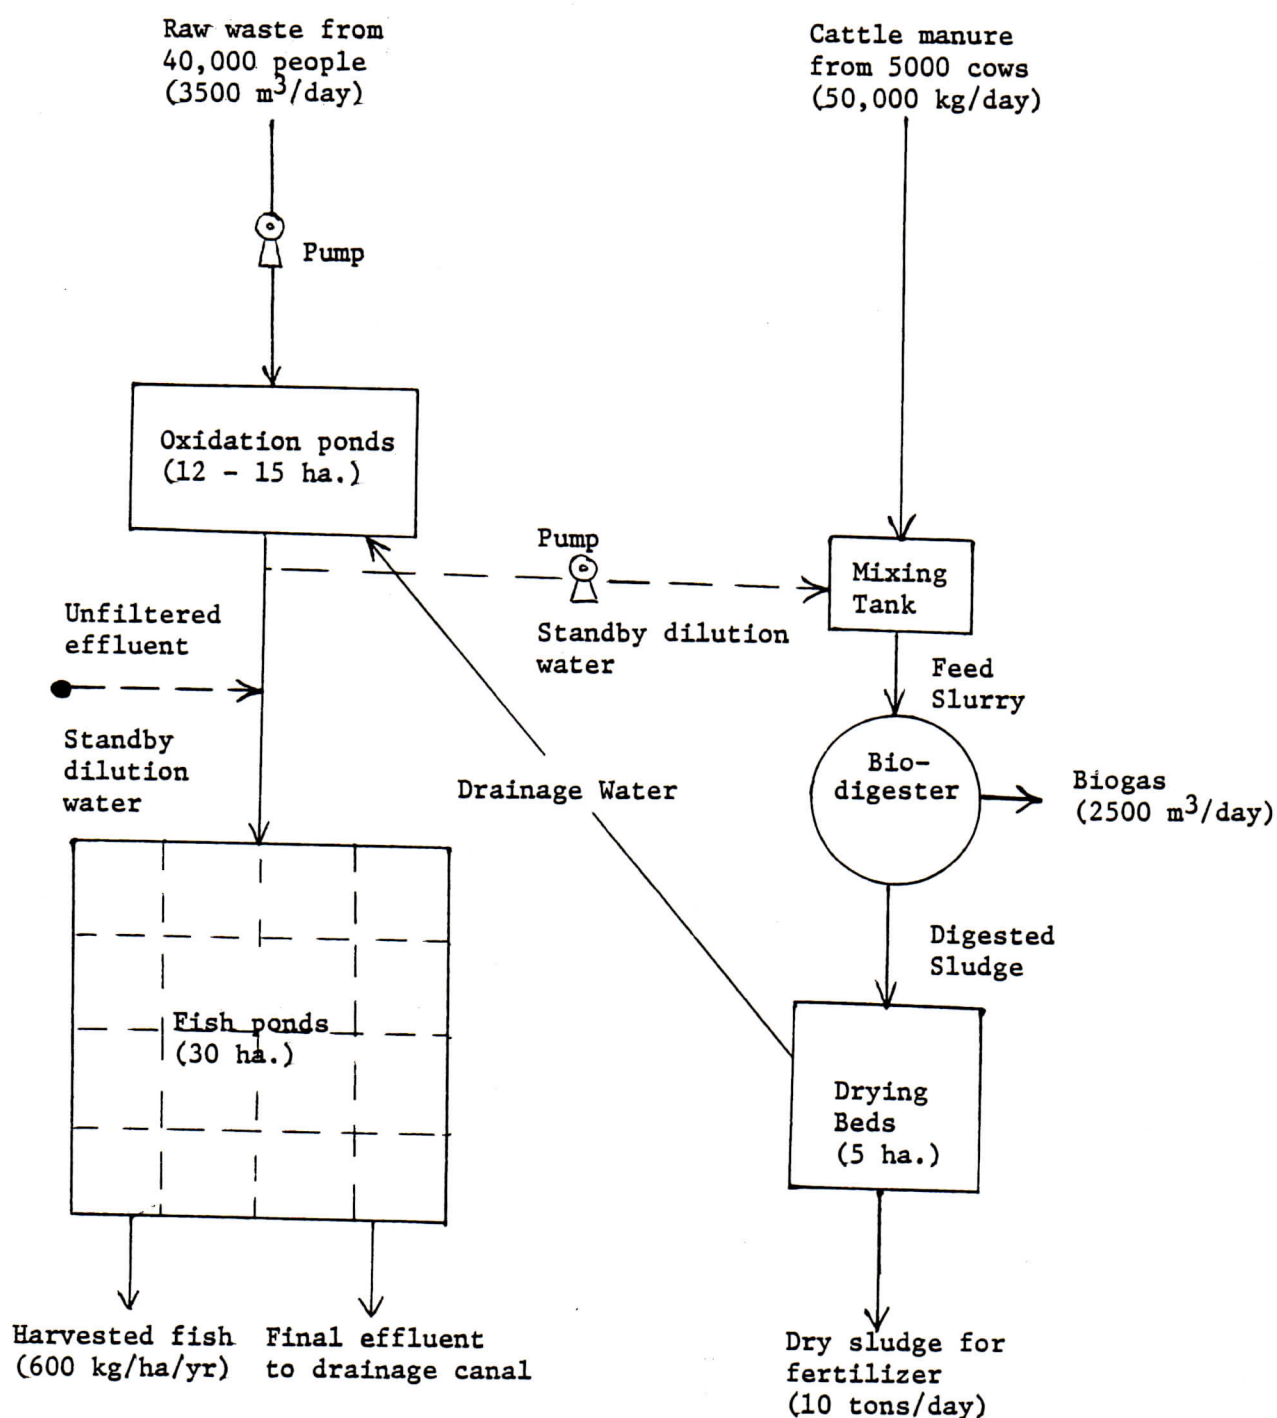 Raw waste from
40,000 people
(3500 m³/day)
Cattle manure
from 5000 cows
(50,000 kg/day)
Pump
Oxidation ponds
(12 - 15 ha.)
Pump
Standby dilution
water
Mixing
Tank
Unfiltered
effluent
Standby
dilution
water
Feed
Slurry
Bio-
digester
Biogas
(2500 m³/day)
Drainage Water
Digested
Sludge
Fish ponds
(30 ha.)
Drying
Beds
(5 ha.)
Harvested fish
(600 kg/ha/yr)
Final effluent
to drainage canal
Dry sludge for
fertilizer
(10 tons/day)